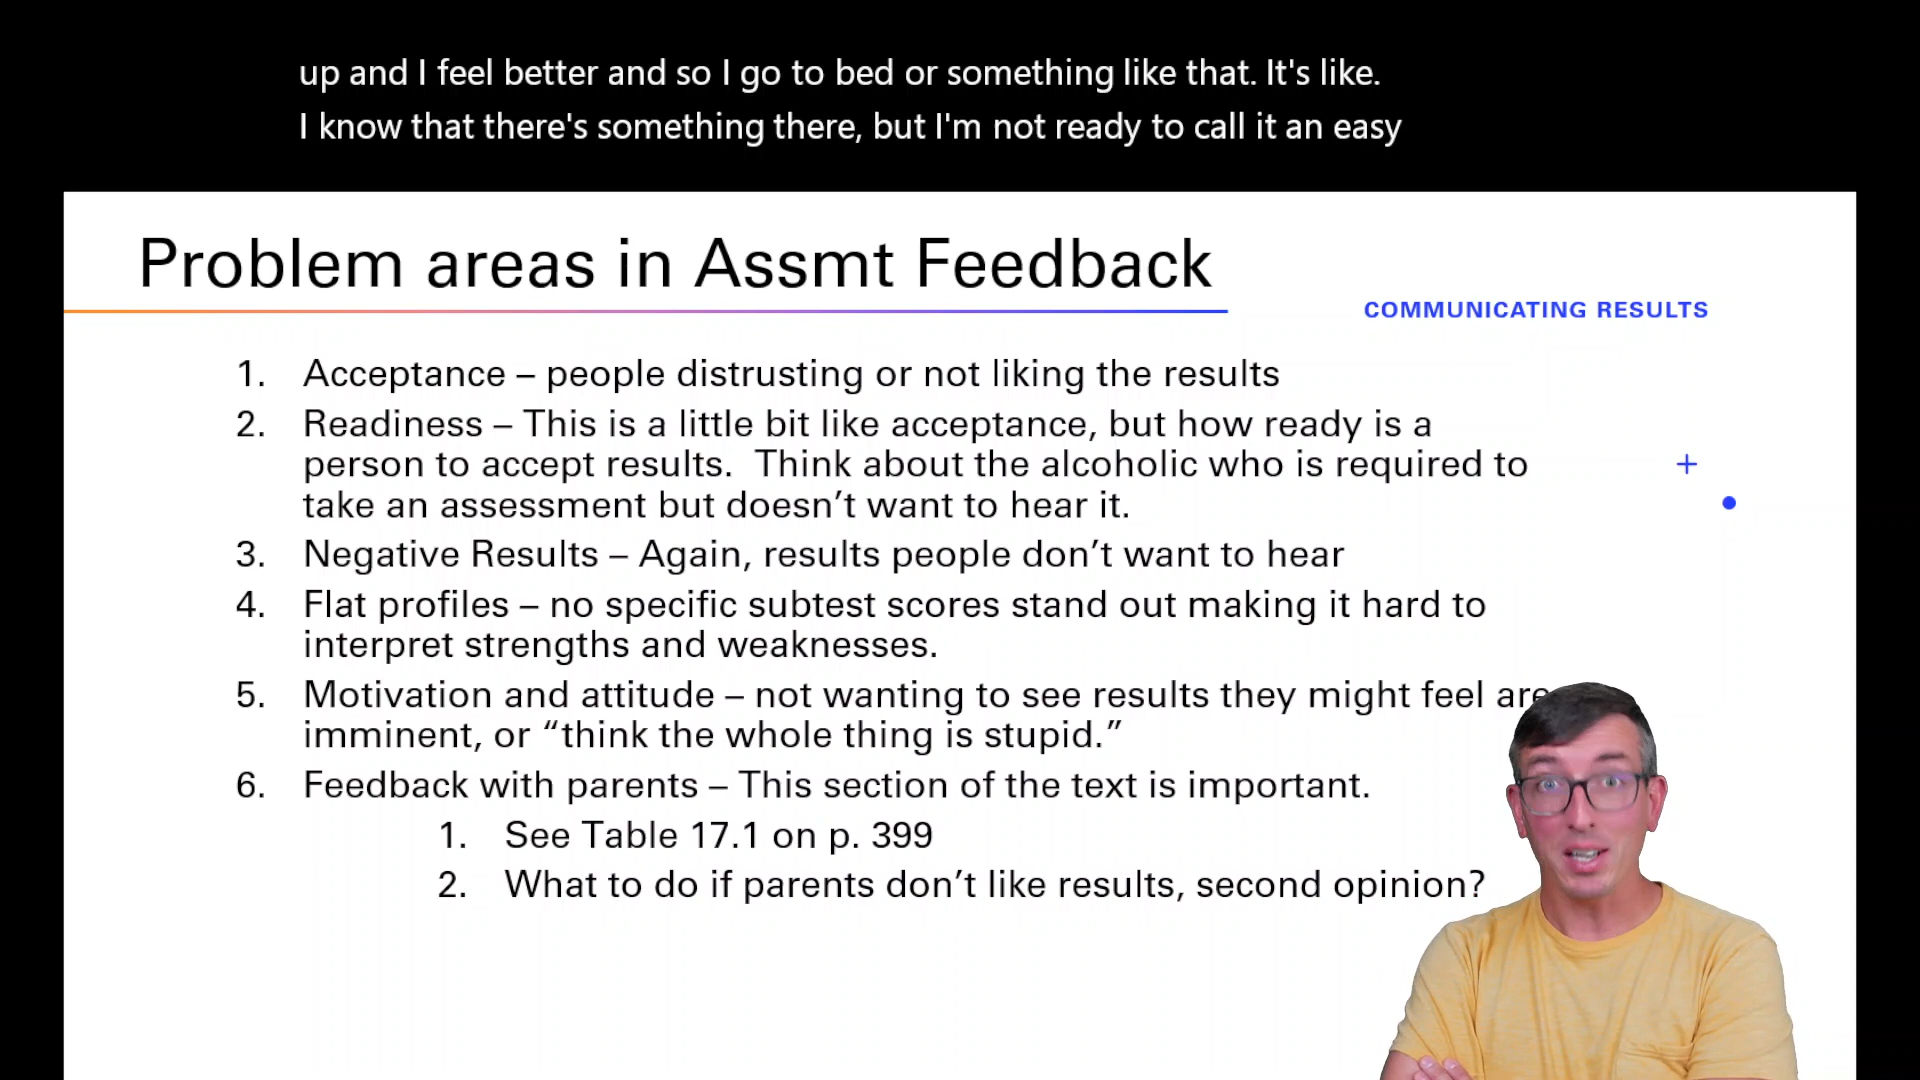 up and I feel better and so I go to bed or something like that. It's like.
I know that there's something there, but I'm not ready to call it an easy
Problem areas in Assmt Feedback
COMMUNICATING RESULTS
1. Acceptance – people distrusting or not liking the results
2. Readiness – This is a little bit like acceptance, but how ready is a
person to accept results.  Think about the alcoholic who is required to
take an assessment but doesn’t want to hear it.
3. Negative Results – Again, results people don’t want to hear
4. Flat profiles – no specific subtest scores stand out making it hard to
interpret strengths and weaknesses.
5. Motivation and attitude – not wanting to see results they might feel are
imminent, or “think the whole thing is stupid.”
6. Feedback with parents – This section of the text is important.
1. See Table 17.1 on p. 399
2. What to do if parents don’t like results, second opinion?